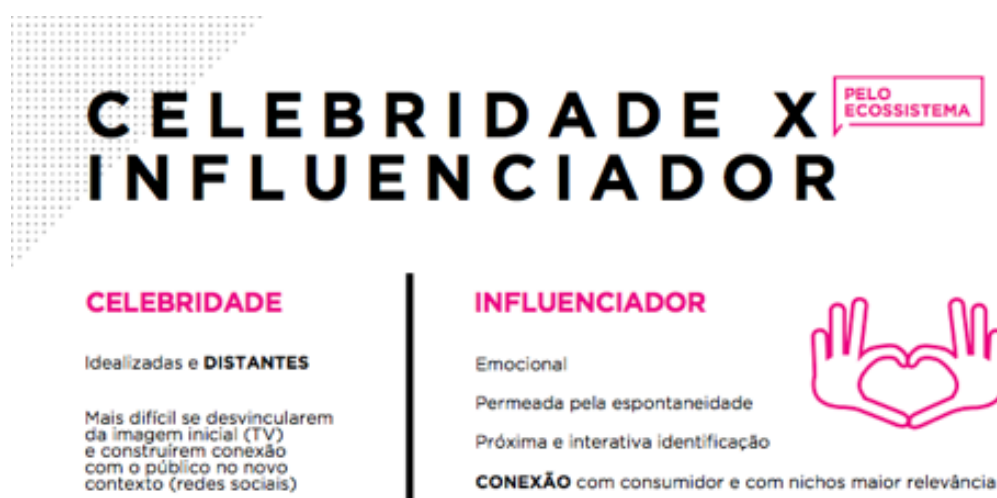 CELEBRIDADE X
INFLUENCIADOR
PELO
ECOSSISTEMA
CELEBRIDADE
Idealizadas e DISTANTES
Mais difícil se desvincularem
da imagem inicial (TV)
e construírem conexão
com o público no novo
contexto (redes sociais)
INFLUENCIADOR
Emocional
Permeada pela espontaneidade
Próxima e interativa identificação
CONEXÃO com consumidor e com nichos maior relevância